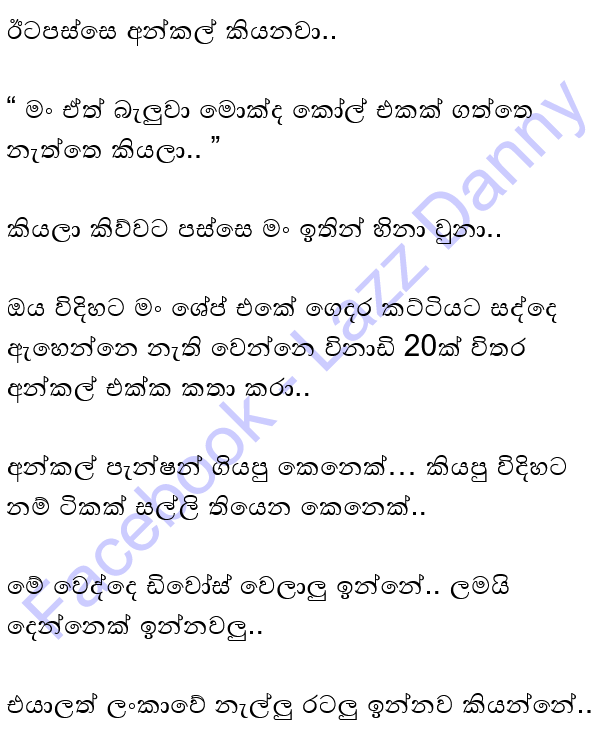 ඊටපස්සෙ අන්කල් කියනවා..
“ මං ඒත් බැලුවා මොක්ද කෝල් එකක් ගත්තෙ
නැත්තෙ කියලා.. ”
කියලා කිව්වට පස්සෙ මං ඉතින් හිනා වුනා..
ඔය විදිහට මං ශේප් එකේ ගෙදර කට්ටියට සද්දෙ
ඇහෙන්නෙ නැති වෙන්නෙ විනාඩි 20ක් විතර
අන්කල් එක්ක කතා කරා..
අන්කල් පැන්ෂන් ගියපු කෙනෙක්… කියපු විදිහට
නම් ටිකක් සල්ලි තියෙන කෙනෙක්..
මේ වෙද්දෙ ඩිවෝස් වෙලාලු ඉන්නේ.. ලමයි
දෙන්නෙක් ඉන්නවලු..
එයාලත් ලංකාවේ නැල්ලු රටලු ඉන්නව කියන්නේ..
Facebook - Lazz Danny